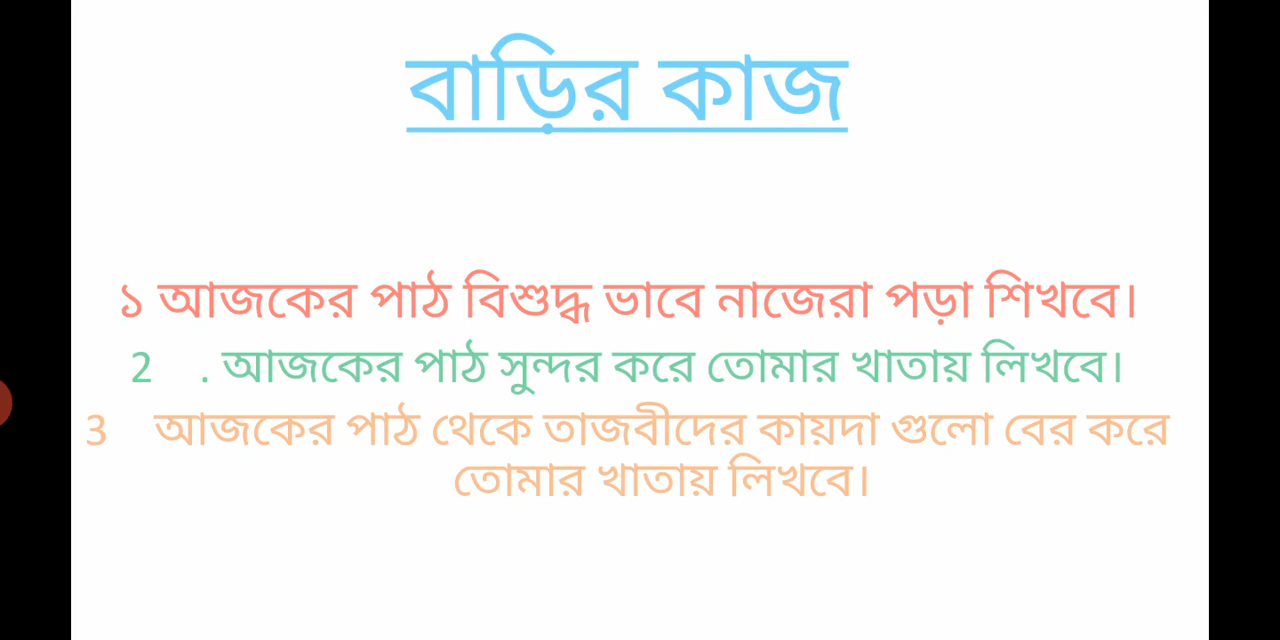 বাড়ির কাজ
১ আজকের পাঠ বিশুদ্ধ ভাবে নাজেরা পড়া শিখবে।
2 . আজকের পাঠ সুন্দর করে তোমার খাতায় লিখবে।
3 আজকের পাঠ থেকে তাজবীদের কায়দা গুলো বের করে
তোমার খাতায় লিখবে।